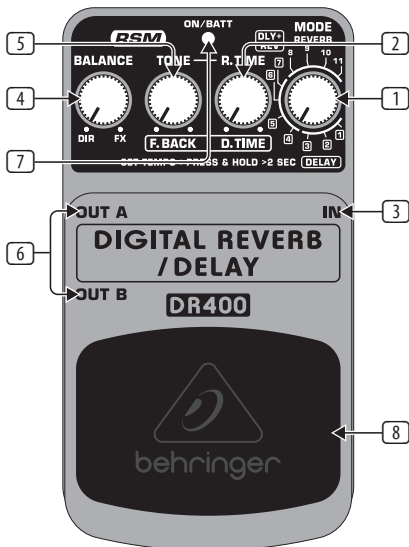 ON/BATT
RSM
DLY+
REV
MODE
REVERB
BALANCE
TONE
R.TIME
8 9 10 11
7
6
5
4
3
2
1
DIR FX
F.BACK
D.TIME
SET TEMPO : PRESS & HOLD >2 SEC
DELAY
OUT A
IN
DIGITAL REVERB
/DELAY
OUT B
DR400
behringer
5
2
4
1
7
3
6
8